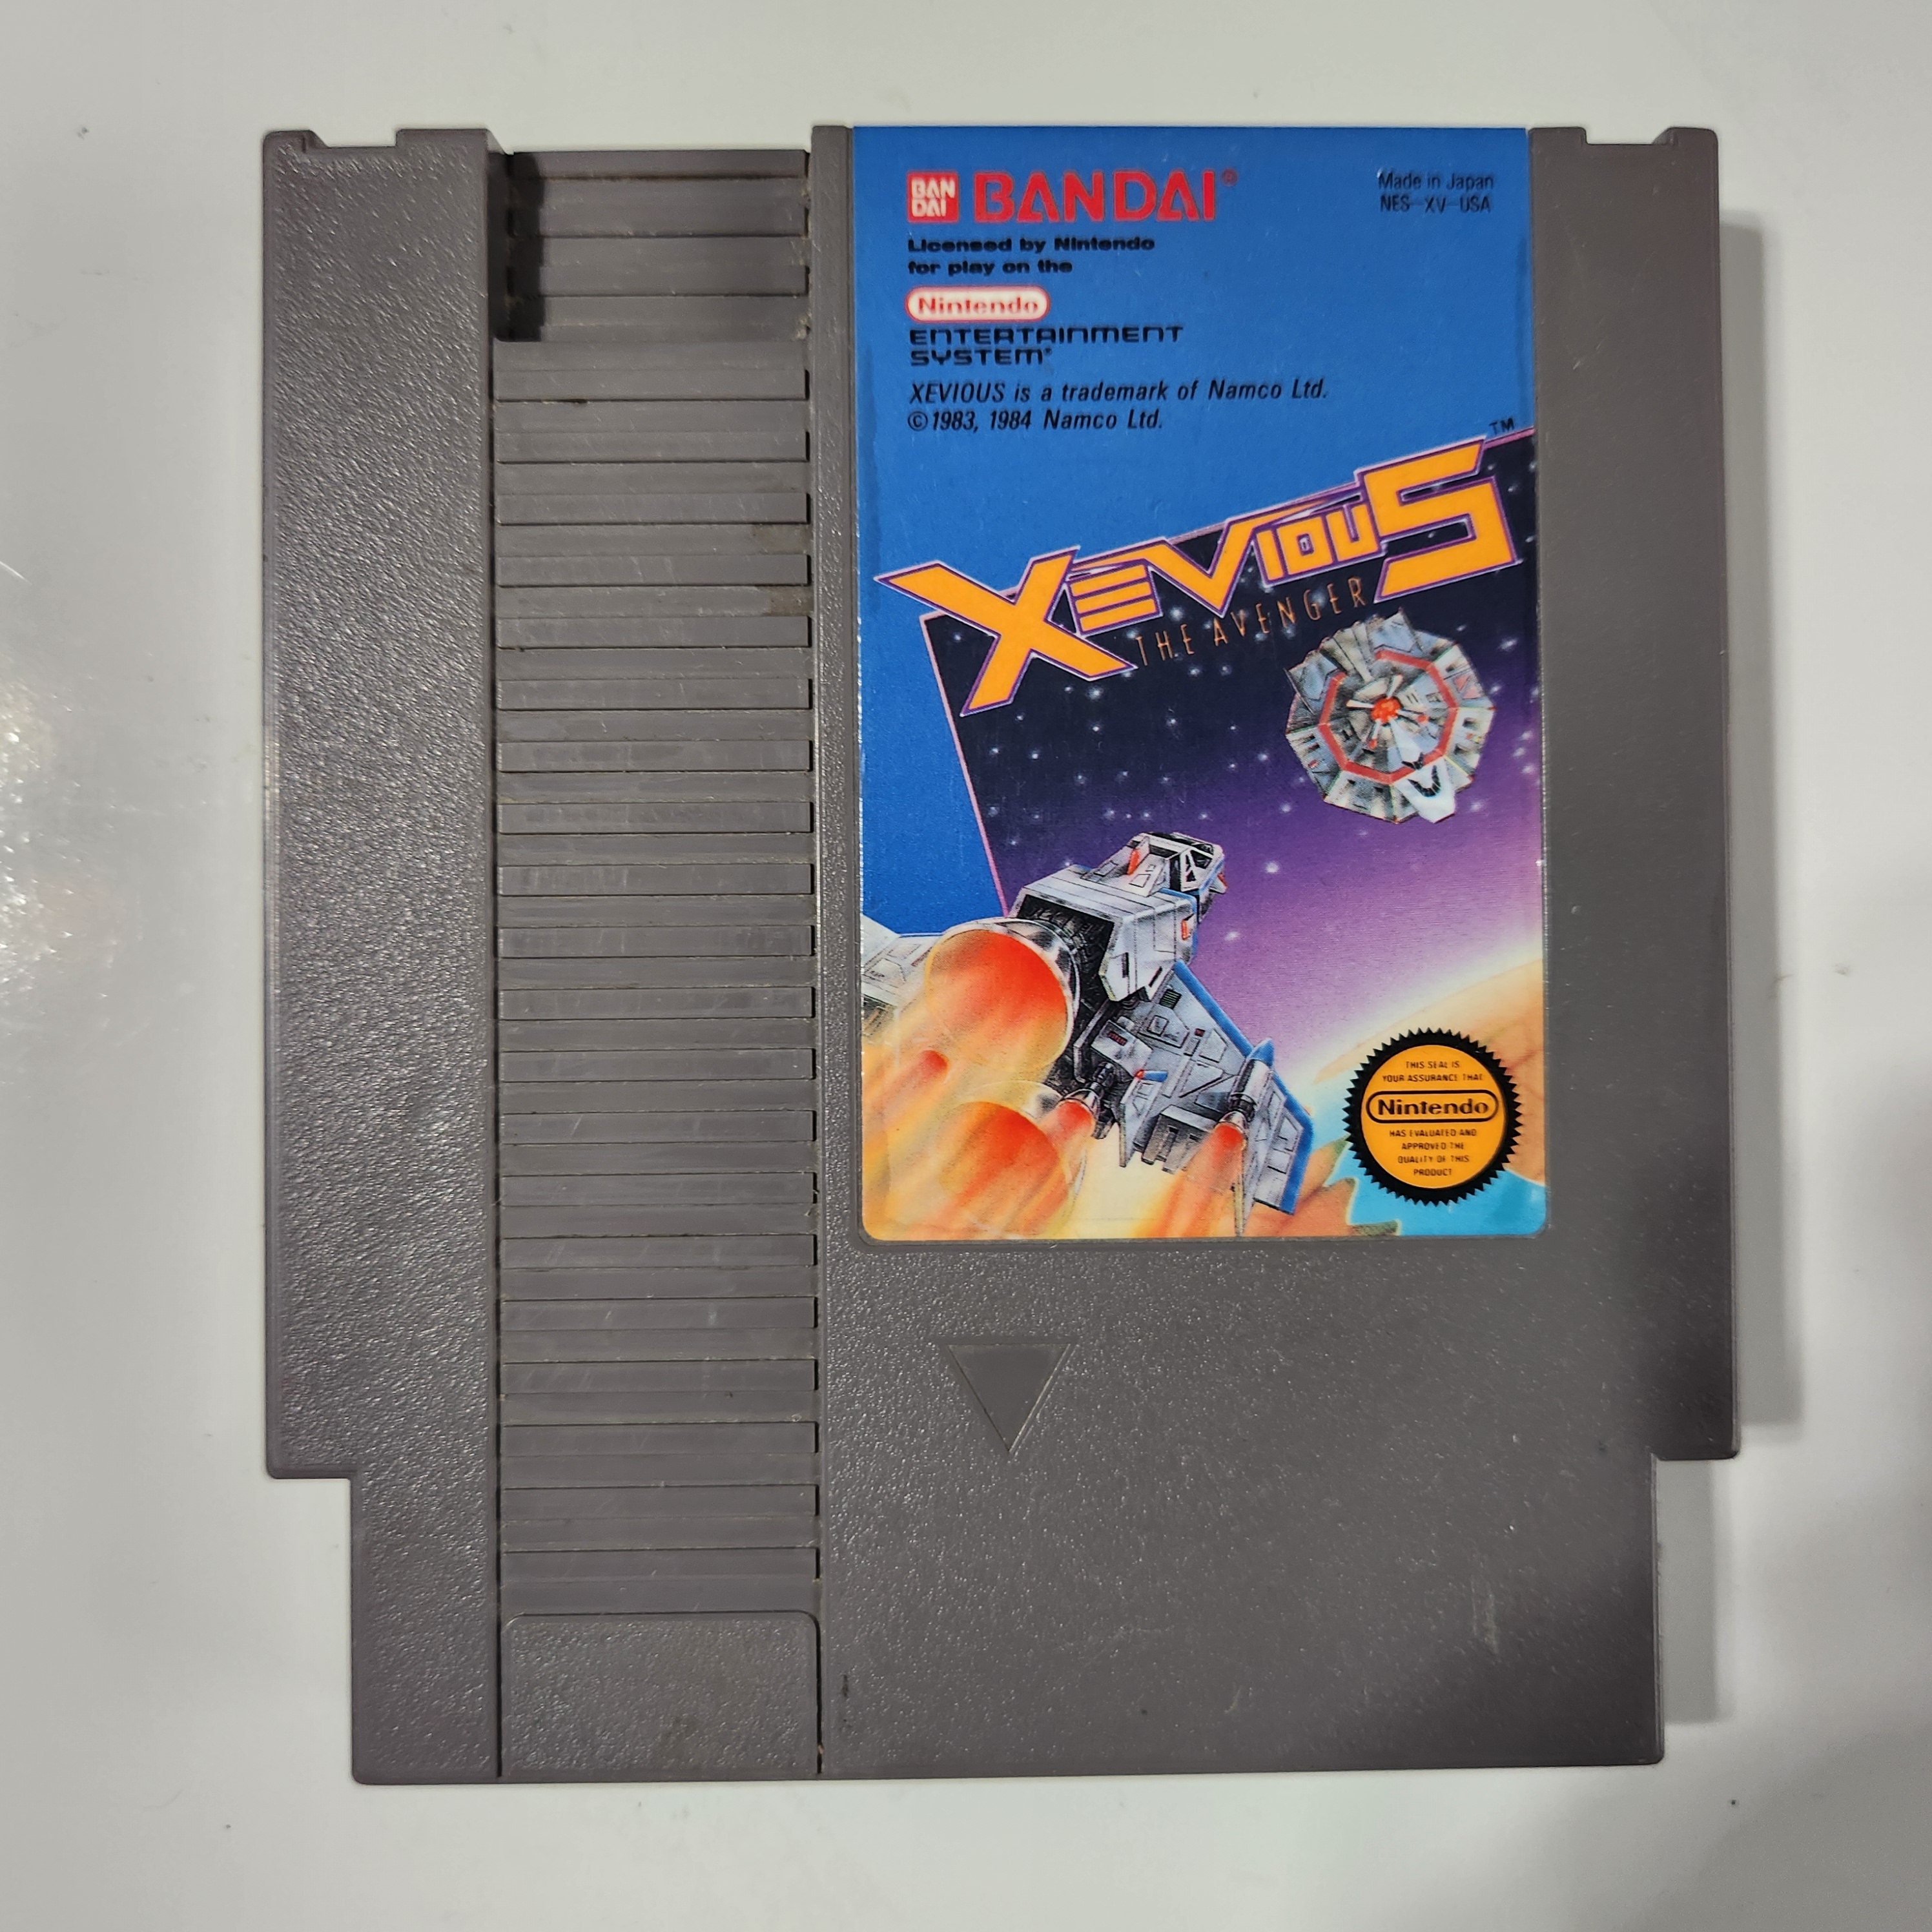 BAN
DAI
BANDAI®
Made in Japan
NES-XV-USA
Licensed by Nintendo
for play on the
Nintendo
ENTERTAINMENT
SYSTEM®
XEVIOUS is a trademark of Namco Ltd.
©1983, 1984 Namco Ltd.
XEVIOUS™
THE AVENGER
THIS SEAL IS
YOUR ASSURANCE THAT
Nintendo
HAS EVALUATED AND
APPROVED THE
QUALITY OF THIS
PRODUCT